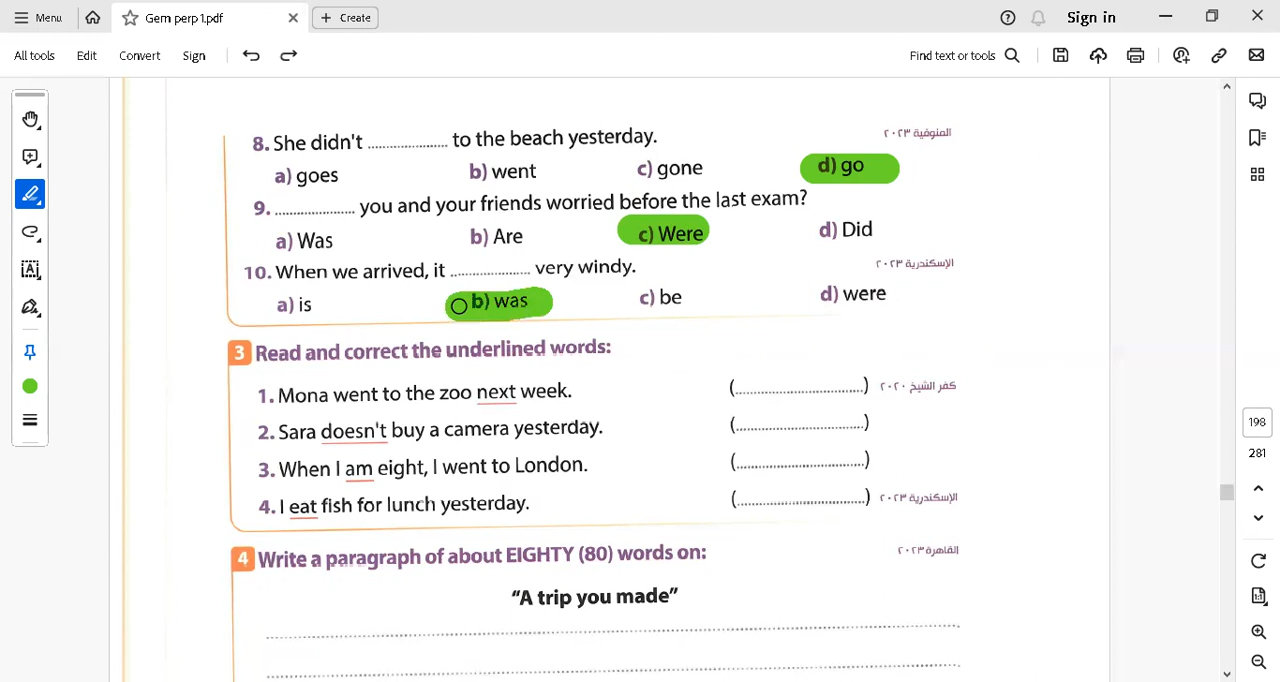 Menu Gem perp 1.pdf Create Sign in
All tools Edit Convert Sign Find text or tools
8. She didn't .................... to the beach yesterday. المنوفية ٢٠٢٣
a) goes b) went c) gone d) go
9. .................... you and your friends worried before the last exam?
a) Was b) Are c) Were d) Did
10. When we arrived, it .................... very windy. الإسكندرية ٢٠٢٣
a) is b) was c) be d) were
3 Read and correct the underlined words:
1. Mona went to the zoo next week. (................................) كفر الشيخ ٢٠٢٠
2. Sara doesn't buy a camera yesterday. (................................)
3. When I am eight, I went to London. (................................)
4. I eat fish for lunch yesterday. (................................) الإسكندرية ٢٠٢٣
4 Write a paragraph of about EIGHTY (80) words on: القاهرة ٢٠٢٣
“A trip you made”
198
281